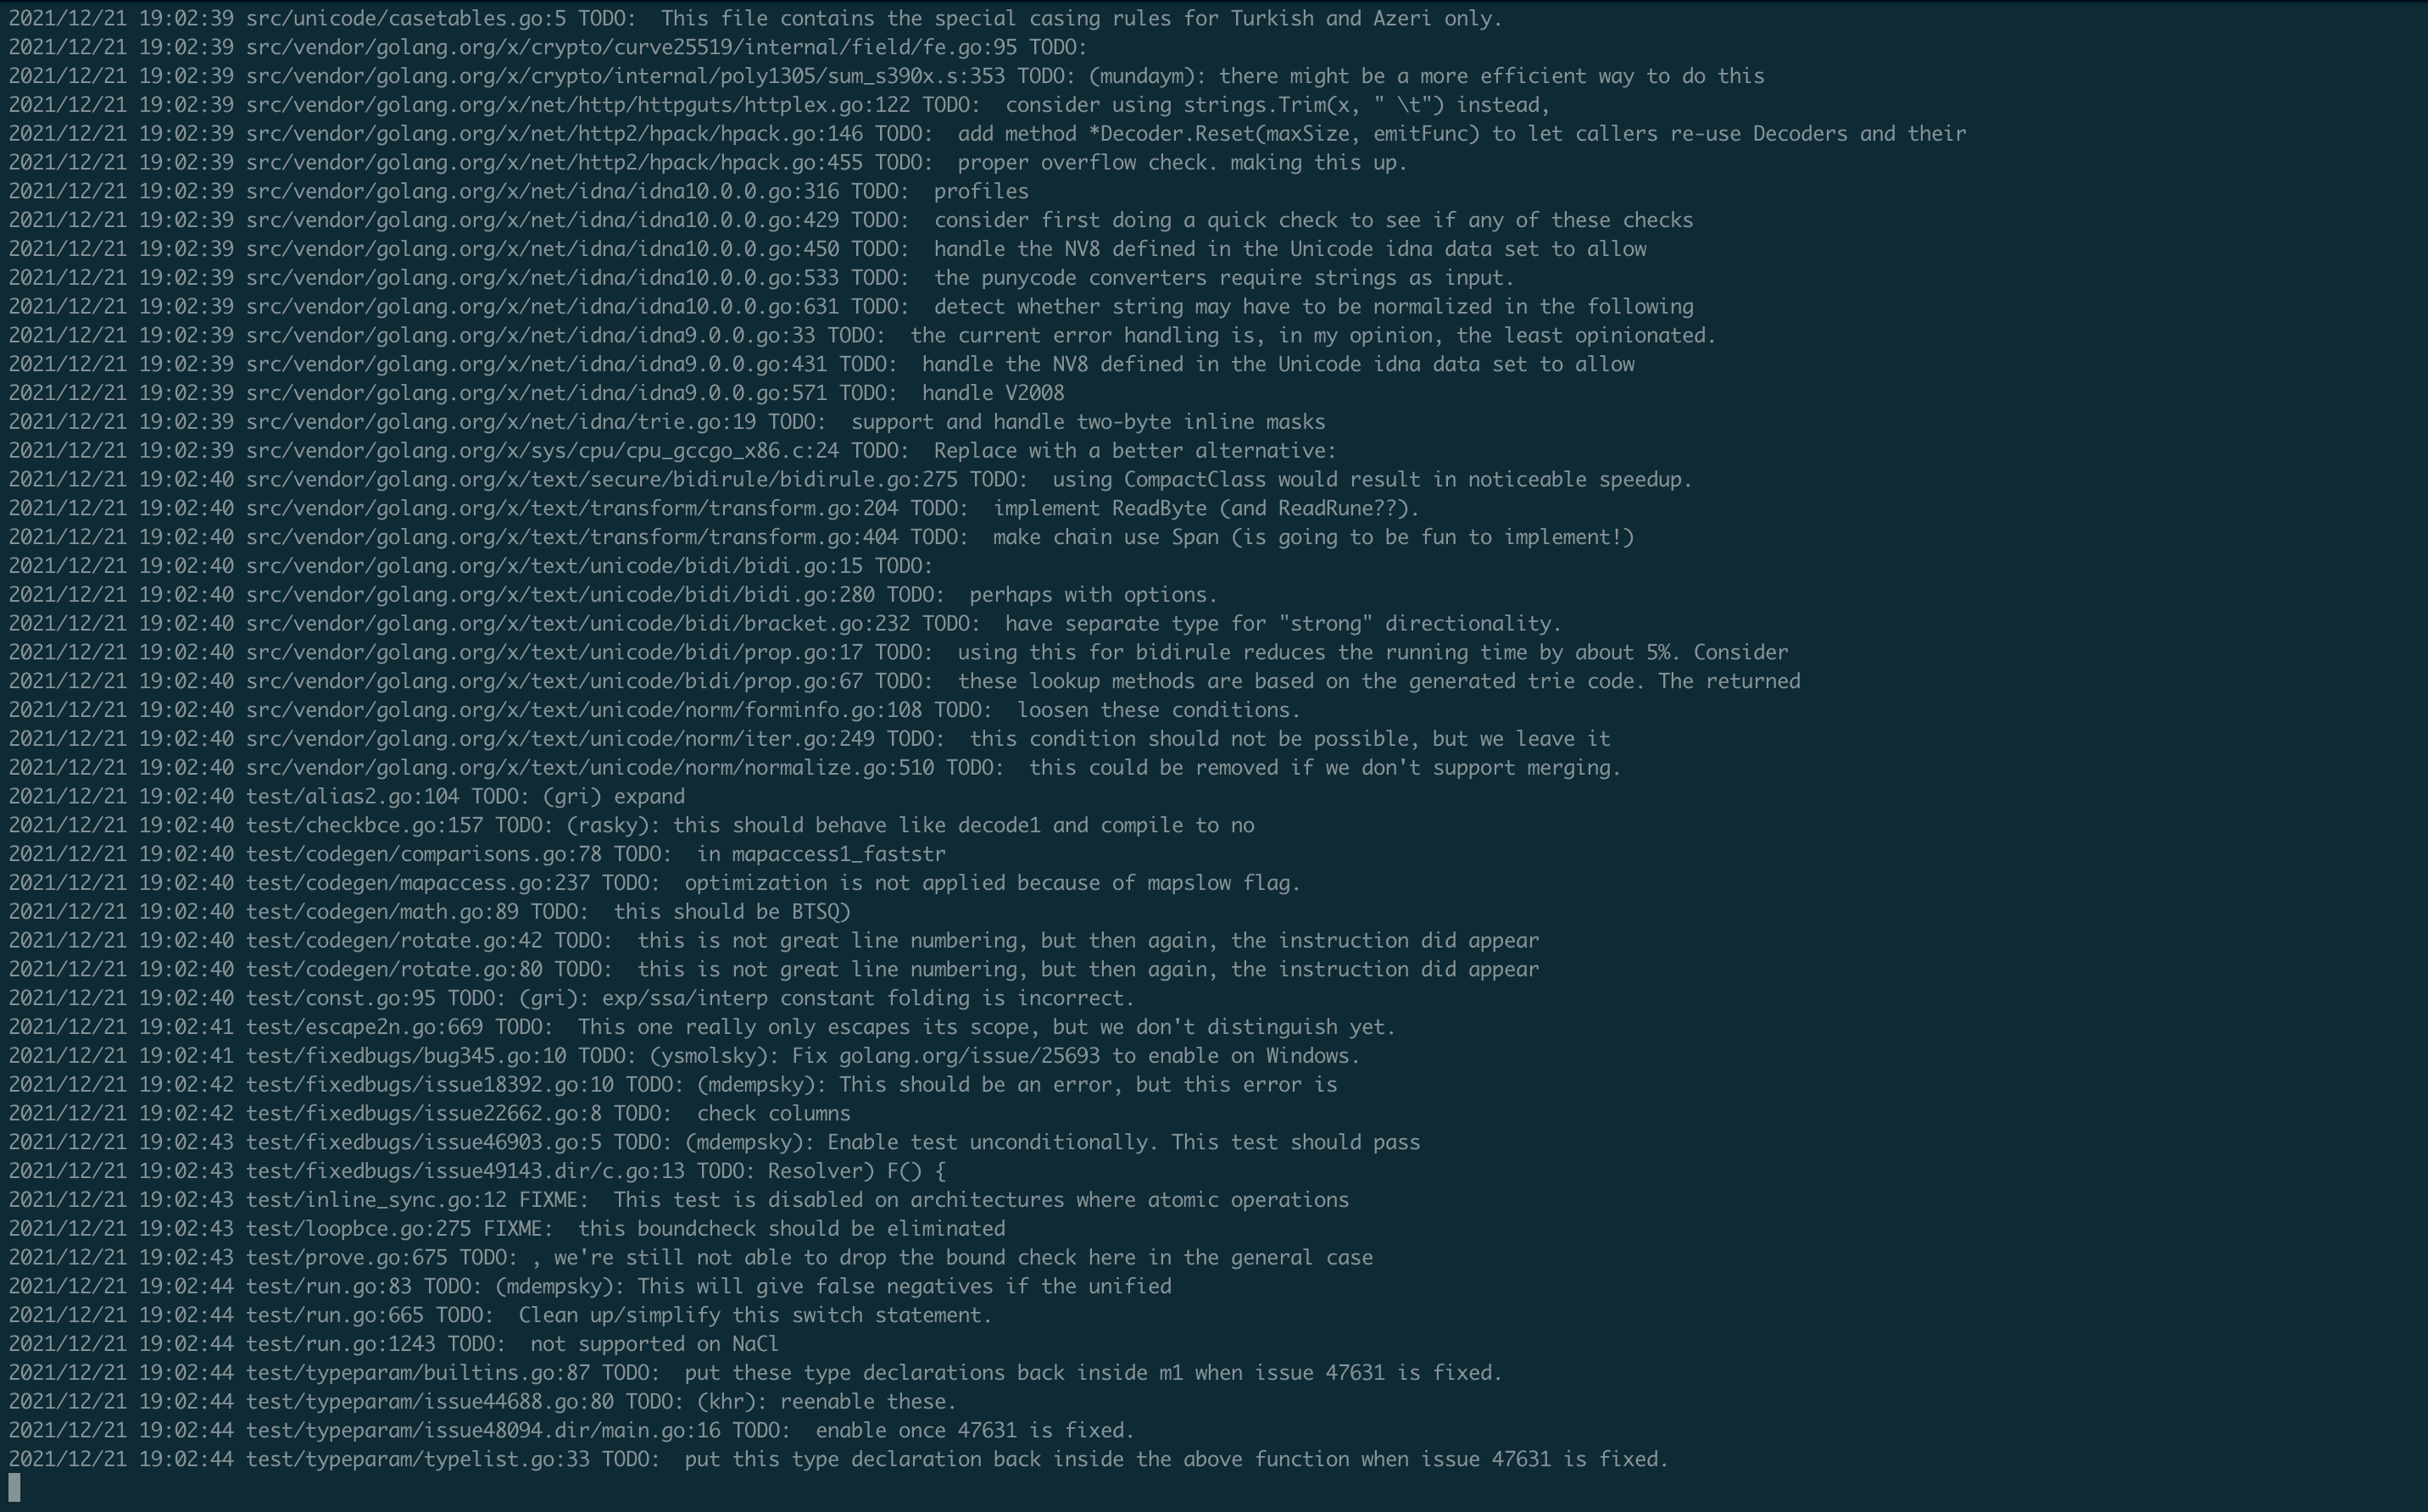 2021/12/21 19:02:39 src/unicode/casetables.go:5 TODO:  This file contains the special casing rules for Turkish and Azeri only.
2021/12/21 19:02:39 src/vendor/golang.org/x/crypto/curve25519/internal/field/fe.go:95 TODO:
2021/12/21 19:02:39 src/vendor/golang.org/x/crypto/internal/poly1305/sum_s390x.s:353 TODO: (mundaym): there might be a more efficient way to do this
2021/12/21 19:02:39 src/vendor/golang.org/x/net/http/httpguts/httplex.go:122 TODO:  consider using strings.Trim(x, " \t") instead,
2021/12/21 19:02:39 src/vendor/golang.org/x/net/http2/hpack/hpack.go:146 TODO:  add method *Decoder.Reset(maxSize, emitFunc) to let callers re-use Decoders and their
2021/12/21 19:02:39 src/vendor/golang.org/x/net/http2/hpack/hpack.go:455 TODO:  proper overflow check. making this up.
2021/12/21 19:02:39 src/vendor/golang.org/x/net/idna/idna10.0.0.go:316 TODO:  profiles
2021/12/21 19:02:39 src/vendor/golang.org/x/net/idna/idna10.0.0.go:429 TODO:  consider first doing a quick check to see if any of these checks
2021/12/21 19:02:39 src/vendor/golang.org/x/net/idna/idna10.0.0.go:450 TODO:  handle the NV8 defined in the Unicode idna data set to allow
2021/12/21 19:02:39 src/vendor/golang.org/x/net/idna/idna10.0.0.go:533 TODO:  the punycode converters require strings as input.
2021/12/21 19:02:39 src/vendor/golang.org/x/net/idna/idna10.0.0.go:631 TODO:  detect whether string may have to be normalized in the following
2021/12/21 19:02:39 src/vendor/golang.org/x/net/idna/idna9.0.0.go:33 TODO:  the current error handling is, in my opinion, the least opinionated.
2021/12/21 19:02:39 src/vendor/golang.org/x/net/idna/idna9.0.0.go:431 TODO:  handle the NV8 defined in the Unicode idna data set to allow
2021/12/21 19:02:39 src/vendor/golang.org/x/net/idna/idna9.0.0.go:571 TODO:  handle V2008
2021/12/21 19:02:39 src/vendor/golang.org/x/net/idna/trie.go:19 TODO:  support and handle two-byte inline masks
2021/12/21 19:02:39 src/vendor/golang.org/x/sys/cpu/cpu_gccgo_x86.c:24 TODO:  Replace with a better alternative:
2021/12/21 19:02:40 src/vendor/golang.org/x/text/secure/bidirule/bidirule.go:275 TODO:  using CompactClass would result in noticeable speedup.
2021/12/21 19:02:40 src/vendor/golang.org/x/text/transform/transform.go:204 TODO:  implement ReadByte (and ReadRune??).
2021/12/21 19:02:40 src/vendor/golang.org/x/text/transform/transform.go:404 TODO:  make chain use Span (is going to be fun to implement!)
2021/12/21 19:02:40 src/vendor/golang.org/x/text/unicode/bidi/bidi.go:15 TODO:
2021/12/21 19:02:40 src/vendor/golang.org/x/text/unicode/bidi/bidi.go:280 TODO:  perhaps with options.
2021/12/21 19:02:40 src/vendor/golang.org/x/text/unicode/bidi/bracket.go:232 TODO:  have separate type for "strong" directionality.
2021/12/21 19:02:40 src/vendor/golang.org/x/text/unicode/bidi/prop.go:17 TODO:  using this for bidirule reduces the running time by about 5%. Consider
2021/12/21 19:02:40 src/vendor/golang.org/x/text/unicode/bidi/prop.go:67 TODO:  these lookup methods are based on the generated trie code. The returned
2021/12/21 19:02:40 src/vendor/golang.org/x/text/unicode/norm/forminfo.go:108 TODO:  loosen these conditions.
2021/12/21 19:02:40 src/vendor/golang.org/x/text/unicode/norm/iter.go:249 TODO:  this condition should not be possible, but we leave it
2021/12/21 19:02:40 src/vendor/golang.org/x/text/unicode/norm/normalize.go:510 TODO:  this could be removed if we don't support merging.
2021/12/21 19:02:40 test/alias2.go:104 TODO: (gri) expand
2021/12/21 19:02:40 test/checkbce.go:157 TODO: (rasky): this should behave like decode1 and compile to no
2021/12/21 19:02:40 test/codegen/comparisons.go:78 TODO:  in mapaccess1_faststr
2021/12/21 19:02:40 test/codegen/mapaccess.go:237 TODO:  optimization is not applied because of mapslow flag.
2021/12/21 19:02:40 test/codegen/math.go:89 TODO:  this should be BTSQ)
2021/12/21 19:02:40 test/codegen/rotate.go:42 TODO:  this is not great line numbering, but then again, the instruction did appear
2021/12/21 19:02:40 test/codegen/rotate.go:80 TODO:  this is not great line numbering, but then again, the instruction did appear
2021/12/21 19:02:40 test/const.go:95 TODO: (gri): exp/ssa/interp constant folding is incorrect.
2021/12/21 19:02:41 test/escape2n.go:669 TODO:  This one really only escapes its scope, but we don't distinguish yet.
2021/12/21 19:02:41 test/fixedbugs/bug345.go:10 TODO: (ysmolsky): Fix golang.org/issue/25693 to enable on Windows.
2021/12/21 19:02:42 test/fixedbugs/issue18392.go:10 TODO: (mdempsky): This should be an error, but this error is
2021/12/21 19:02:42 test/fixedbugs/issue22662.go:8 TODO:  check columns
2021/12/21 19:02:43 test/fixedbugs/issue46903.go:5 TODO: (mdempsky): Enable test unconditionally. This test should pass
2021/12/21 19:02:43 test/fixedbugs/issue49143.dir/c.go:13 TODO: Resolver) F() {
2021/12/21 19:02:43 test/inline_sync.go:12 FIXME:  This test is disabled on architectures where atomic operations
2021/12/21 19:02:43 test/loopbce.go:275 FIXME:  this boundcheck should be eliminated
2021/12/21 19:02:43 test/prove.go:675 TODO: , we're still not able to drop the bound check here in the general case
2021/12/21 19:02:44 test/run.go:83 TODO: (mdempsky): This will give false negatives if the unified
2021/12/21 19:02:44 test/run.go:665 TODO:  Clean up/simplify this switch statement.
2021/12/21 19:02:44 test/run.go:1243 TODO:  not supported on NaCl
2021/12/21 19:02:44 test/typeparam/builtins.go:87 TODO:  put these type declarations back inside m1 when issue 47631 is fixed.
2021/12/21 19:02:44 test/typeparam/issue44688.go:80 TODO: (khr): reenable these.
2021/12/21 19:02:44 test/typeparam/issue48094.dir/main.go:16 TODO:  enable once 47631 is fixed.
2021/12/21 19:02:44 test/typeparam/typelist.go:33 TODO:  put this type declaration back inside the above function when issue 47631 is fixed.